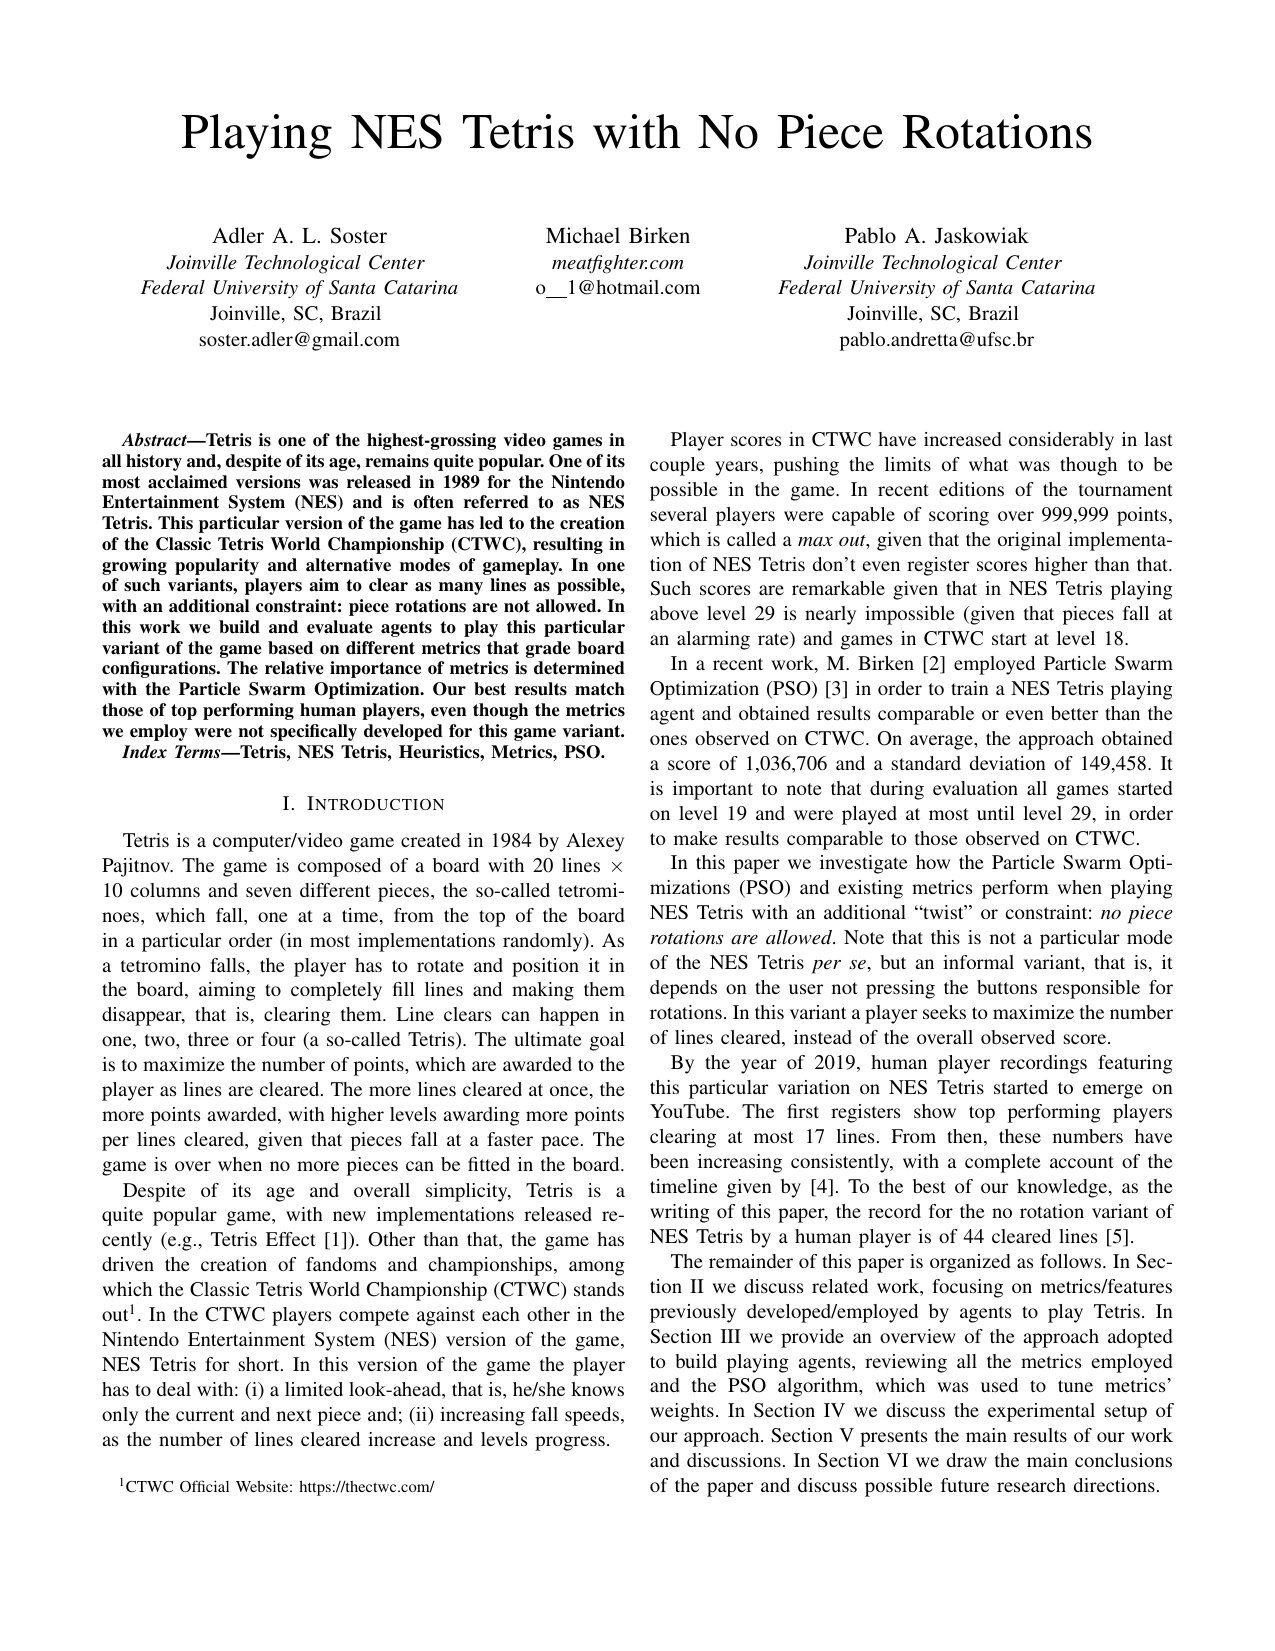 Playing NES Tetris with No Piece Rotations
Adler A. L. Soster
Joinville Technological Center
Federal University of Santa Catarina
Joinville, SC, Brazil
soster.adler@gmail.com
Michael Birken
meatfighter.com
o__1@hotmail.com
Pablo A. Jaskowiak
Joinville Technological Center
Federal University of Santa Catarina
Joinville, SC, Brazil
pablo.andretta@ufsc.br
Abstract—Tetris is one of the highest-grossing video games in
all history and, despite of its age, remains quite popular. One of its
most acclaimed versions was released in 1989 for the Nintendo
Entertainment System (NES) and is often referred to as NES
Tetris. This particular version of the game has led to the creation
of the Classic Tetris World Championship (CTWC), resulting in
growing popularity and alternative modes of gameplay. In one
of such variants, players aim to clear as many lines as possible,
with an additional constraint: piece rotations are not allowed. In
this work we build and evaluate agents to play this particular
variant of the game based on different metrics that grade board
configurations. The relative importance of metrics is determined
with the Particle Swarm Optimization. Our best results match
those of top performing human players, even though the metrics
we employ were not specifically developed for this game variant.
Index Terms—Tetris, NES Tetris, Heuristics, Metrics, PSO.
I. INTRODUCTION
Tetris is a computer/video game created in 1984 by Alexey
Pajitnov. The game is composed of a board with 20 lines ×
10 columns and seven different pieces, the so-called tetromi-
noes, which fall, one at a time, from the top of the board
in a particular order (in most implementations randomly). As
a tetromino falls, the player has to rotate and position it in
the board, aiming to completely fill lines and making them
disappear, that is, clearing them. Line clears can happen in
one, two, three or four (a so-called Tetris). The ultimate goal
is to maximize the number of points, which are awarded to the
player as lines are cleared. The more lines cleared at once, the
more points awarded, with higher levels awarding more points
per lines cleared, given that pieces fall at a faster pace. The
game is over when no more pieces can be fitted in the board.
Despite of its age and overall simplicity, Tetris is a
quite popular game, with new implementations released re-
cently (e.g., Tetris Effect [1]). Other than that, the game has
driven the creation of fandoms and championships, among
which the Classic Tetris World Championship (CTWC) stands
out¹. In the CTWC players compete against each other in the
Nintendo Entertainment System (NES) version of the game,
NES Tetris for short. In this version of the game the player
has to deal with: (i) a limited look-ahead, that is, he/she knows
only the current and next piece and; (ii) increasing fall speeds,
as the number of lines cleared increase and levels progress.
¹CTWC Official Website: https://thectwc.com/
Player scores in CTWC have increased considerably in last
couple years, pushing the limits of what was though to be
possible in the game. In recent editions of the tournament
several players were capable of scoring over 999,999 points,
which is called a max out, given that the original implementa-
tion of NES Tetris don't even register scores higher than that.
Such scores are remarkable given that in NES Tetris playing
above level 29 is nearly impossible (given that pieces fall at
an alarming rate) and games in CTWC start at level 18.
In a recent work, M. Birken [2] employed Particle Swarm
Optimization (PSO) [3] in order to train a NES Tetris playing
agent and obtained results comparable or even better than the
ones observed on CTWC. On average, the approach obtained
a score of 1,036,706 and a standard deviation of 149,458. It
is important to note that during evaluation all games started
on level 19 and were played at most until level 29, in order
to make results comparable to those observed on CTWC.
In this paper we investigate how the Particle Swarm Opti-
mizations (PSO) and existing metrics perform when playing
NES Tetris with an additional “twist” or constraint: no piece
rotations are allowed. Note that this is not a particular mode
of the NES Tetris per se, but an informal variant, that is, it
depends on the user not pressing the buttons responsible for
rotations. In this variant a player seeks to maximize the number
of lines cleared, instead of the overall observed score.
By the year of 2019, human player recordings featuring
this particular variation on NES Tetris started to emerge on
YouTube. The first registers show top performing players
clearing at most 17 lines. From then, these numbers have
been increasing consistently, with a complete account of the
timeline given by [4]. To the best of our knowledge, as the
writing of this paper, the record for the no rotation variant of
NES Tetris by a human player is of 44 cleared lines [5].
The remainder of this paper is organized as follows. In Sec-
tion II we discuss related work, focusing on metrics/features
previously developed/employed by agents to play Tetris. In
Section III we provide an overview of the approach adopted
to build playing agents, reviewing all the metrics employed
and the PSO algorithm, which was used to tune metrics'
weights. In Section IV we discuss the experimental setup of
our approach. Section V presents the main results of our work
and discussions. In Section VI we draw the main conclusions
of the paper and discuss possible future research directions.